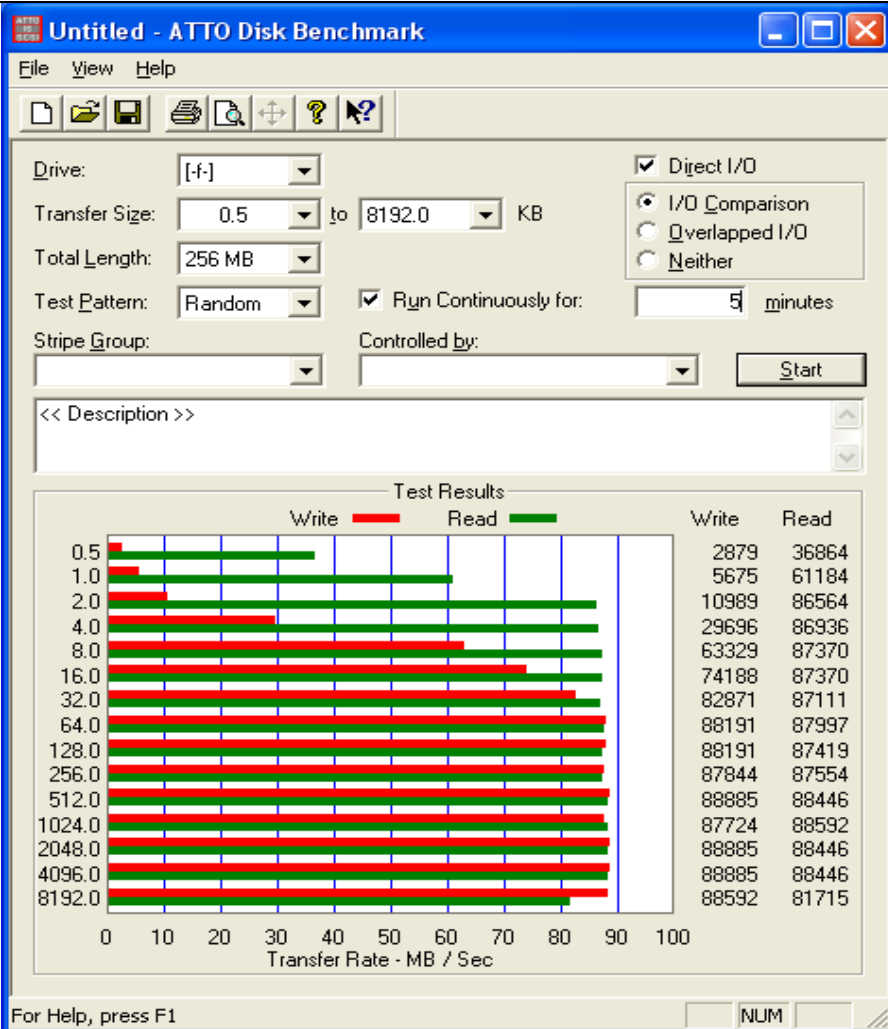 ATTO IS SCSI
Untitled - ATTO Disk Benchmark
File View Help
Drive: [-f-] Direct I/O
Transfer Size: 0.5 to 8192.0 KB I/O Comparison
Overlapped I/O
Total Length: 256 MB Neither
Test Pattern: Random Run Continuously for: 5 minutes
Stripe Group: Controlled by:
Start
<< Description >>
Test Results
Write Read Write Read
0.5 2879 36864
1.0 5675 61184
2.0 10989 86564
4.0 29696 86936
8.0 63329 87370
16.0 74188 87370
32.0 82871 87111
64.0 88191 87997
128.0 88191 87419
256.0 87844 87554
512.0 88885 88446
1024.0 87724 88592
2048.0 88885 88446
4096.0 88885 88446
8192.0 88592 81715
0 10 20 30 40 50 60 70 80 90 100
Transfer Rate - MB / Sec
For Help, press F1 NUM